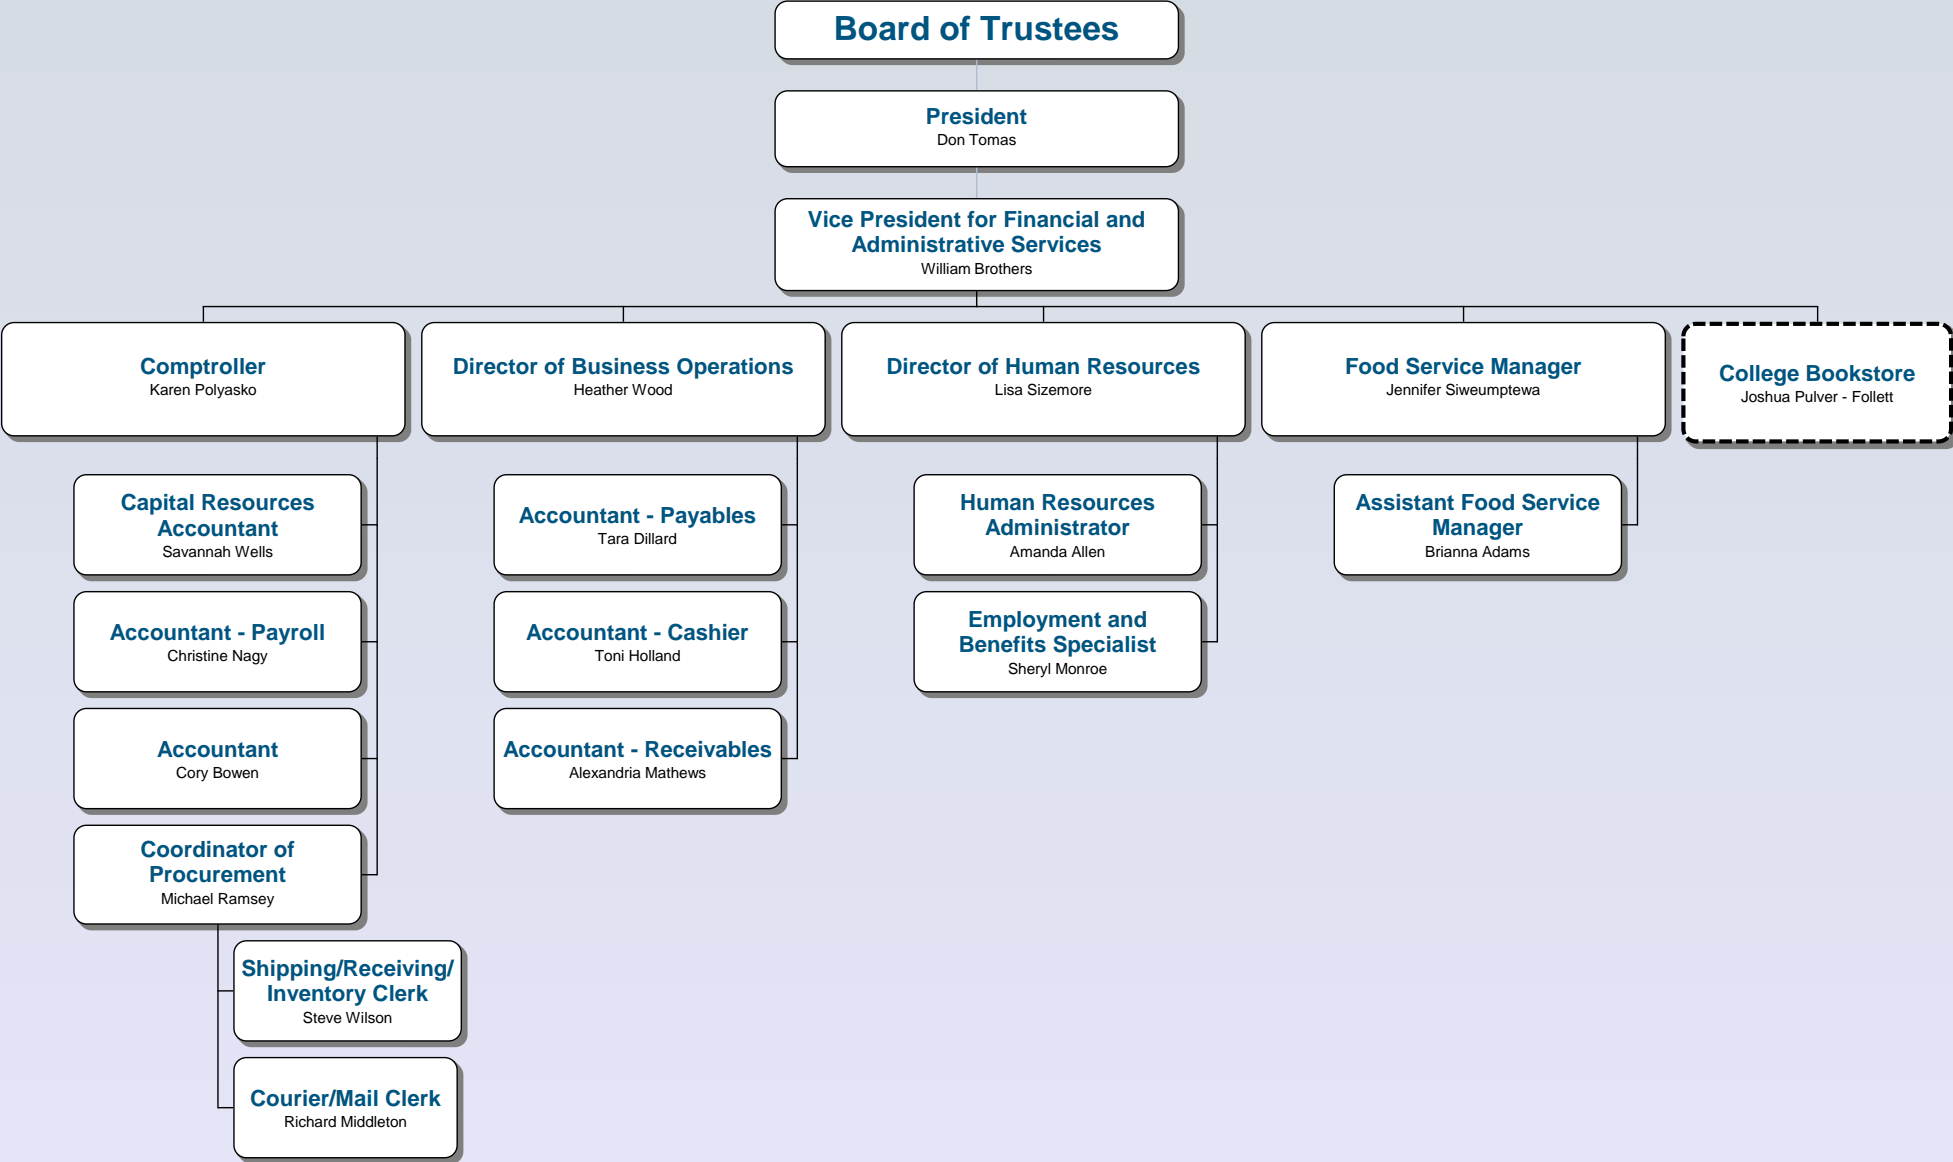 Board of Trustees
President
Don Tomas
Vice President for Financial and
Administrative Services
William Brothers
Comptroller
Karen Polyasko
Director of Business Operations
Heather Wood
Director of Human Resources
Lisa Sizemore
Food Service Manager
Jennifer Siweumptewa
College Bookstore
Joshua Pulver - Follett
Capital Resources
Accountant
Savannah Wells
Accountant - Payables
Tara Dillard
Human Resources
Administrator
Amanda Allen
Assistant Food Service
Manager
Brianna Adams
Accountant - Payroll
Christine Nagy
Accountant - Cashier
Toni Holland
Employment and
Benefits Specialist
Sheryl Monroe
Accountant
Cory Bowen
Accountant - Receivables
Alexandria Mathews
Coordinator of
Procurement
Michael Ramsey
Shipping/Receiving/
Inventory Clerk
Steve Wilson
Courier/Mail Clerk
Richard Middleton